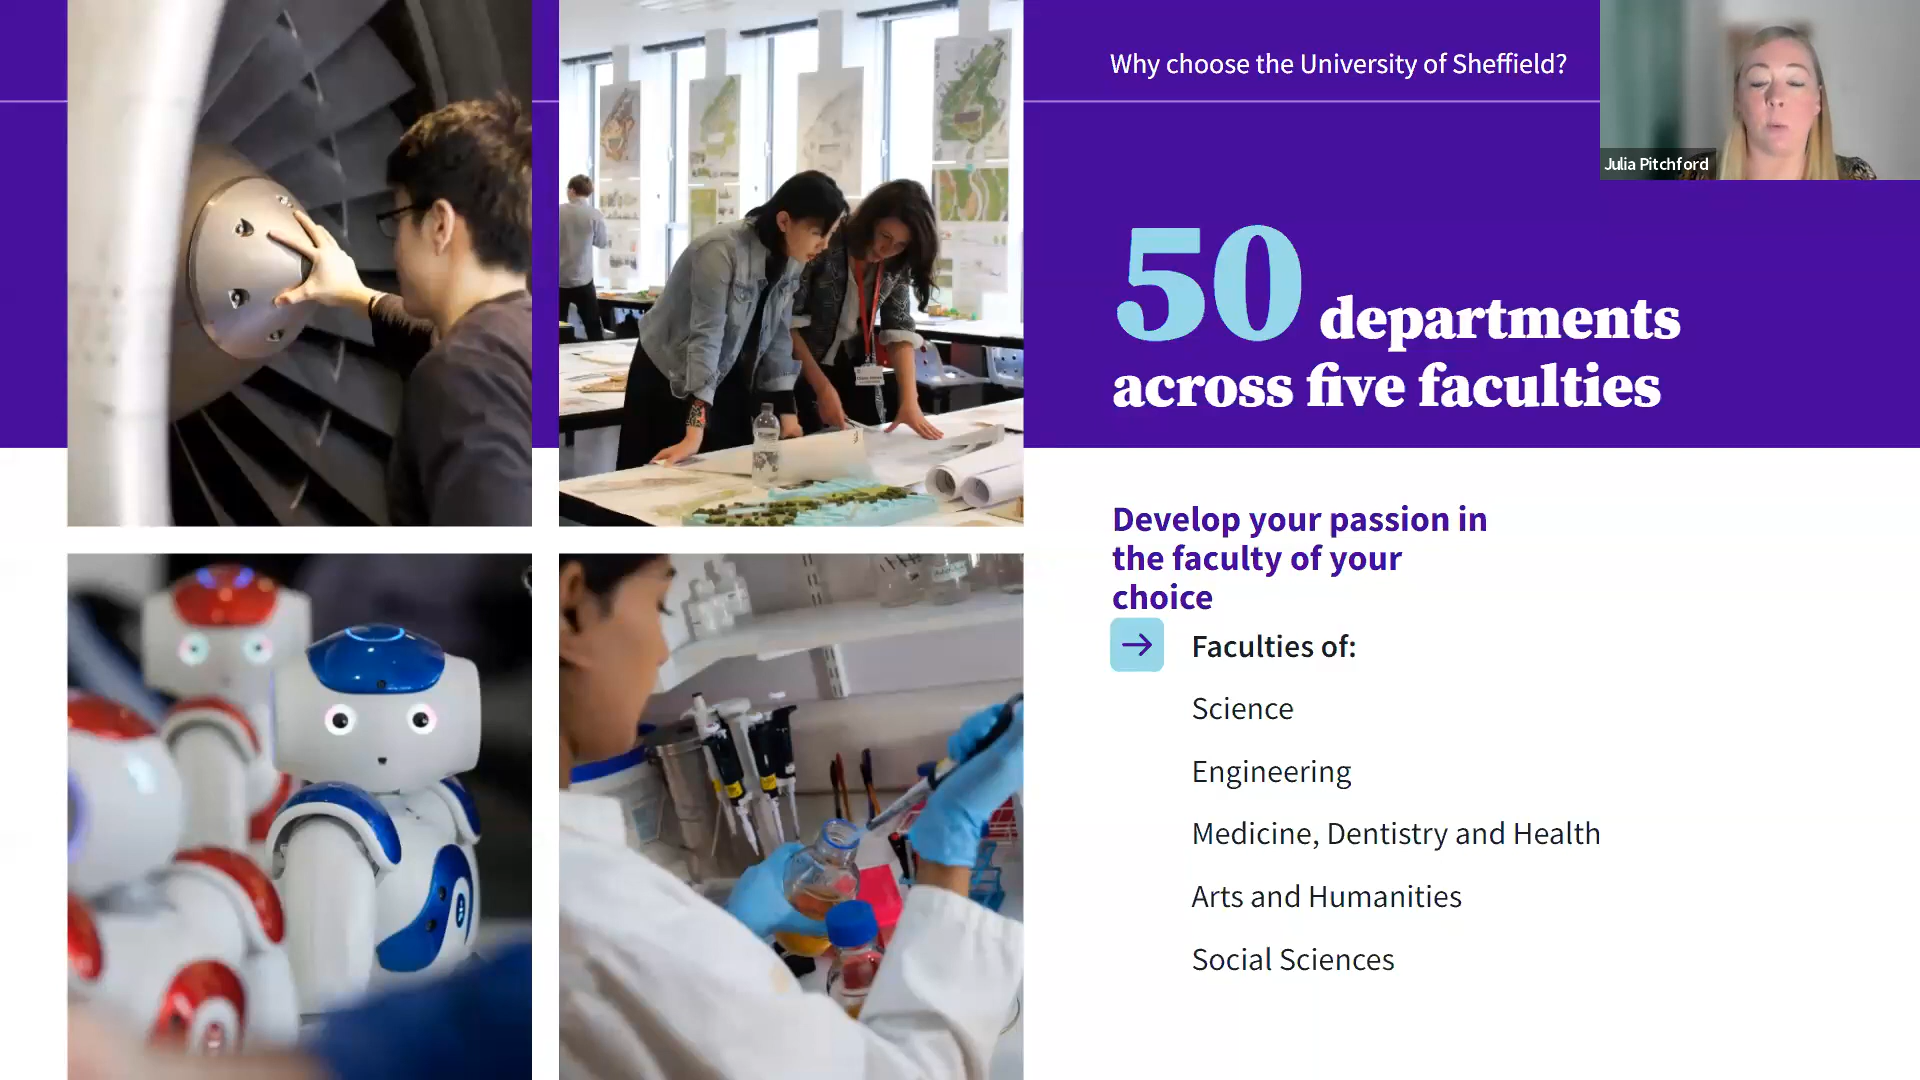 Why choose the University of Sheffield?
Julia Pitchford
50 departments
across five faculties
Develop your passion in
the faculty of your
choice
Faculties of:
Science
Engineering
Medicine, Dentistry and Health
Arts and Humanities
Social Sciences